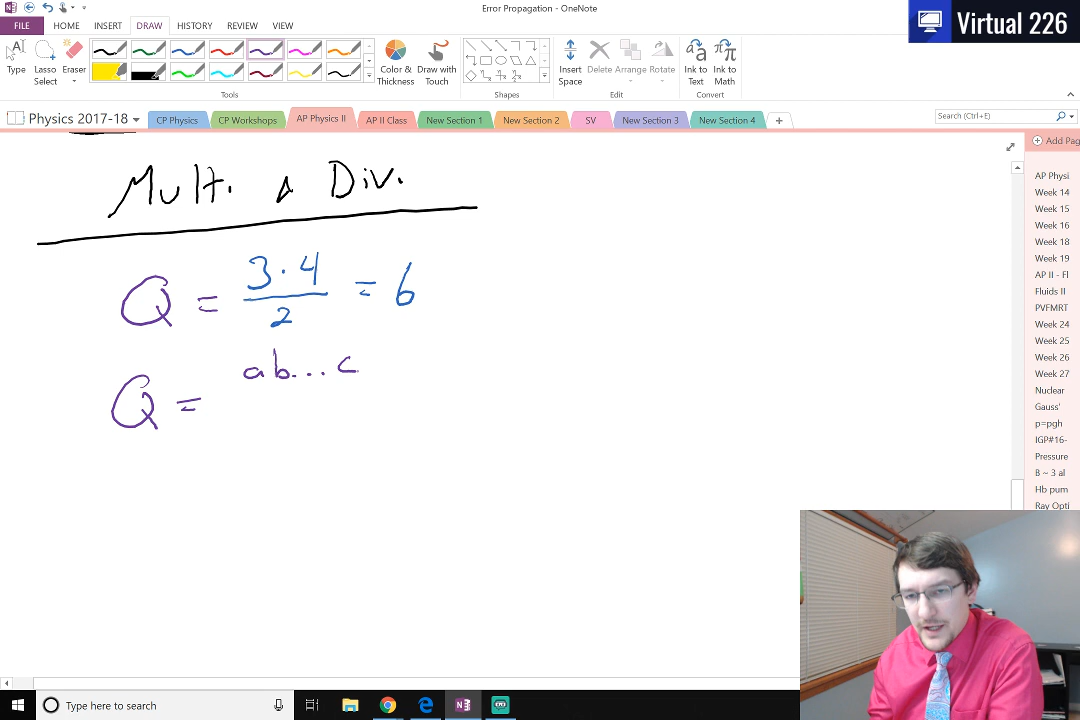 Error Propagation - OneNote
Virtual 226
FILE HOME INSERT DRAW HISTORY REVIEW VIEW
Type
Lasso Select
Eraser
Color & Thickness
Draw with Touch
Insert Space
Delete
Arrange
Rotate
Ink to Text
Ink to Math
Tools
Shapes
Edit
Convert
Physics 2017-18
CP Physics
CP Workshops
AP Physics II
AP II Class
New Section 1
New Section 2
SV
New Section 3
New Section 4
Search (Ctrl+E)
Add Pag
AP Physi
Week 14
Week 15
Week 16
Week 18
Week 19
AP II - Fl
Fluids II
PVFMRT
Week 24
Week 25
Week 26
Week 27
Nuclear
Gauss'
p=pgh
IGP#16-
Pressure
B ~ 3 al
Hb pum
Ray Opti
Mult. & Div.
Q = 3·4 / 2 = 6
Q = ab... c
Type here to search